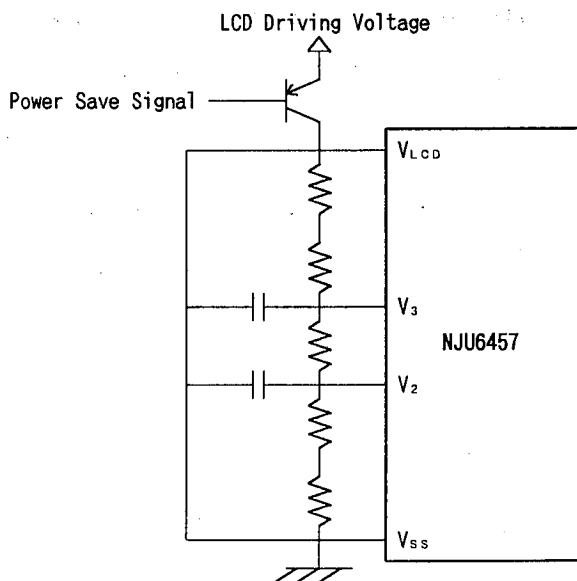 LCD Driving Voltage
Power Save Signal
VLCD
V3
NJU6457
V2
VSS